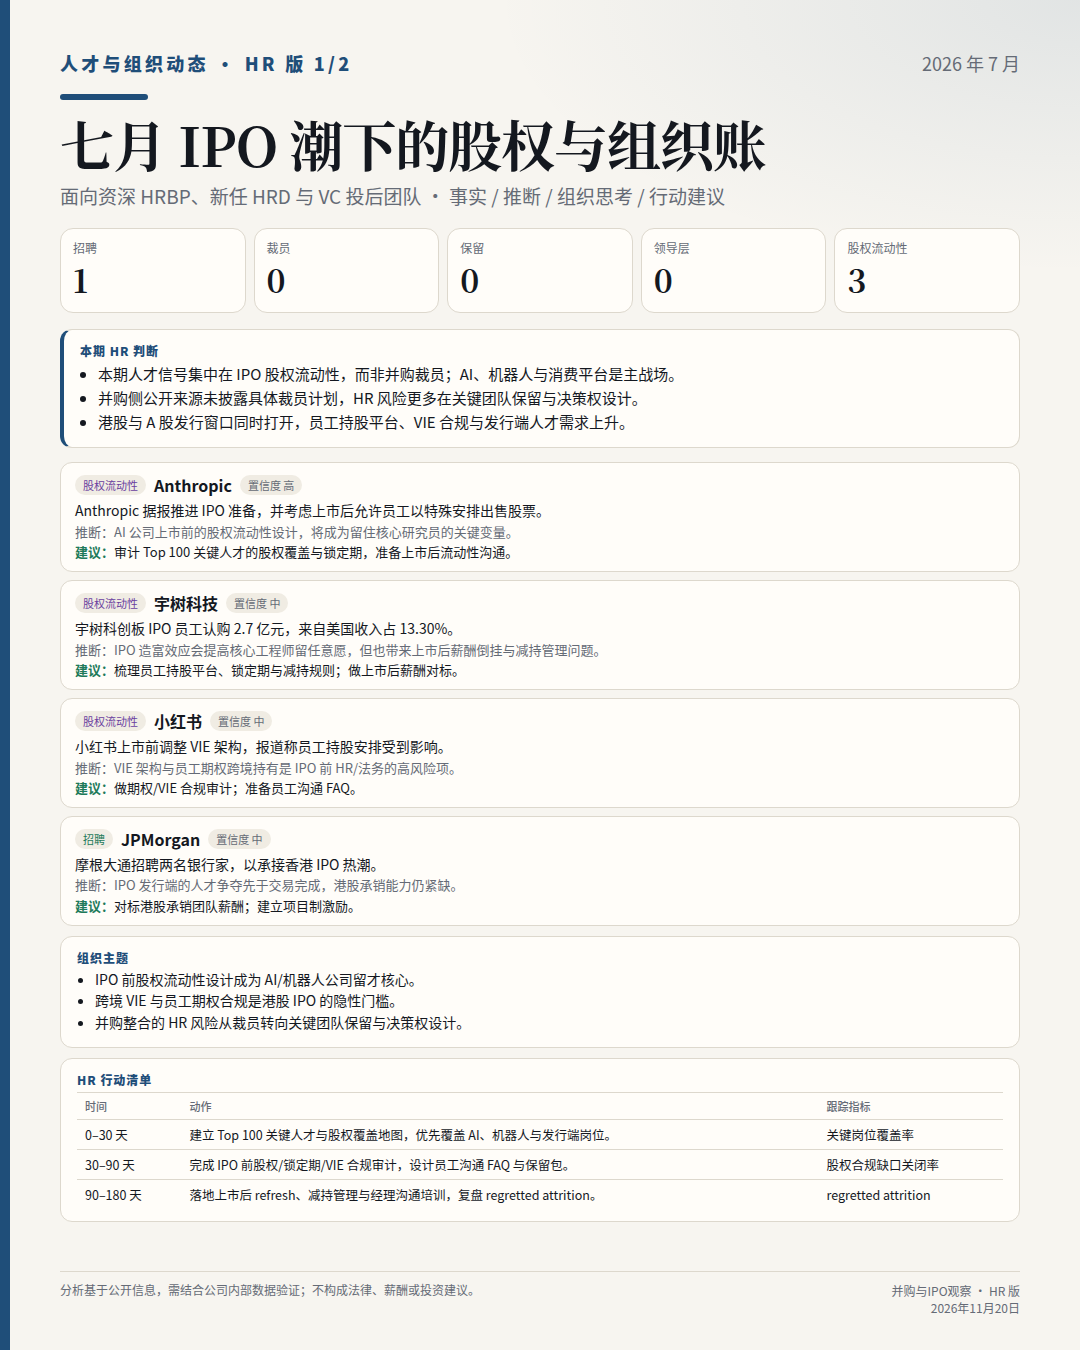 人才与组织动态 · HR 版 1/2
2026 年 7 月
七月 IPO 潮下的股权与组织账
面向资深 HRBP、新任 HRD 与 VC 投后团队 · 事实 / 推断 / 组织思考 / 行动建议
招聘
1
裁员
0
保留
0
领导层
0
股权流动性
3
本期 HR 判断
本期人才信号集中在 IPO 股权流动性，而非并购裁员；AI、机器人与消费平台是主战场。
并购侧公开来源未披露具体裁员计划，HR 风险更多在关键团队保留与决策权设计。
港股与 A 股发行窗口同时打开，员工持股平台、VIE 合规与发行端人才需求上升。
股权流动性 Anthropic 置信度 高
Anthropic 据报推进 IPO 准备，并考虑上市后允许员工以特殊安排出售股票。
推断：AI 公司上市前的股权流动性设计，将成为留住核心研究员的关键变量。
建议：审计 Top 100 关键人才的股权覆盖与锁定期，准备上市后流动性沟通。
股权流动性 宇树科技 置信度 中
宇树科创板 IPO 员工认购 2.7 亿元，来自美国收入占 13.30%。
推断：IPO 造富效应会提高核心工程师留任意愿，但也带来上市后薪酬倒挂与减持管理问题。
建议：梳理员工持股平台、锁定期与减持规则；做上市后薪酬对标。
股权流动性 小红书 置信度 中
小红书上市前调整 VIE 架构，报道称员工持股安排受到影响。
推断：VIE 架构与员工期权跨境持有是 IPO 前 HR/法务的高风险项。
建议：做期权/VIE 合规审计；准备员工沟通 FAQ。
招聘 JPMorgan 置信度 中
摩根大通招聘两名银行家，以承接香港 IPO 热潮。
推断：IPO 发行端的人才争夺先于交易完成，港股承销能力仍紧缺。
建议：对标港股承销团队薪酬；建立项目制激励。
组织主题
IPO 前股权流动性设计成为 AI/机器人公司留才核心。
跨境 VIE 与员工期权合规是港股 IPO 的隐性门槛。
并购整合的 HR 风险从裁员转向关键团队保留与决策权设计。
HR 行动清单
时间 动作 跟踪指标
0–30 天 建立 Top 100 关键人才与股权覆盖地图，优先覆盖 AI、机器人与发行端岗位。 关键岗位覆盖率
30–90 天 完成 IPO 前股权/锁定期/VIE 合规审计，设计员工沟通 FAQ 与保留包。 股权合规缺口关闭率
90–180 天 落地上市后 refresh、减持管理与经理沟通培训，复盘 regretted attrition。 regretted attrition
分析基于公开信息，需结合公司内部数据验证；不构成法律、薪酬或投资建议。
并购与IPO观察 · HR 版
2026年11月20日